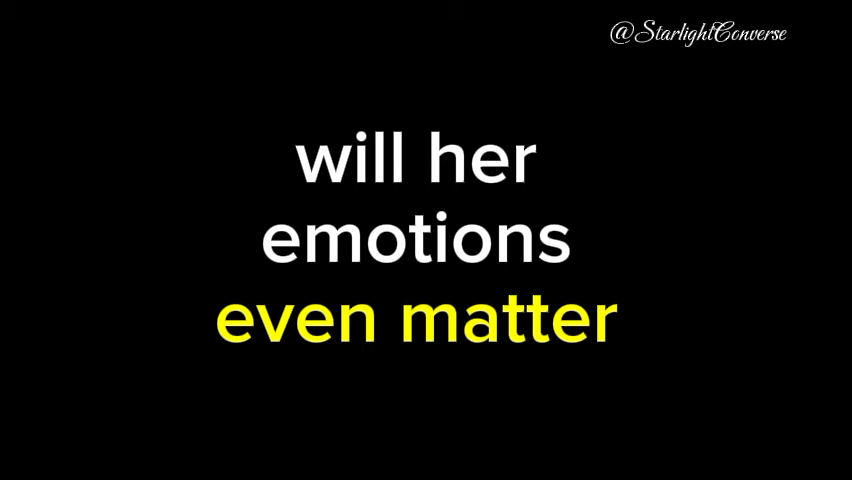 @StarlightConverse
will her
emotions
even matter